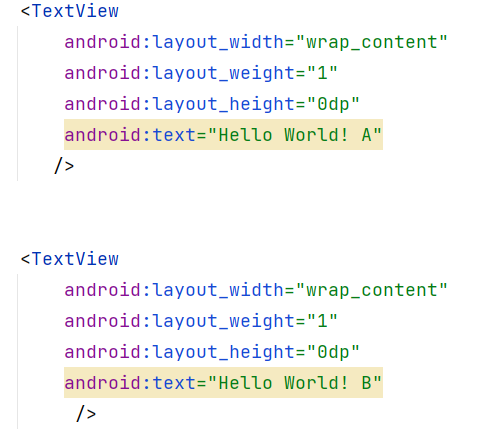 <TextView
android:layout_width="wrap_content"
android:layout_weight="1"
android:layout_height="0dp"
android:text="Hello World! A"
/>
<TextView
android:layout_width="wrap_content"
android:layout_weight="1"
android:layout_height="0dp"
android:text="Hello World! B"
/>